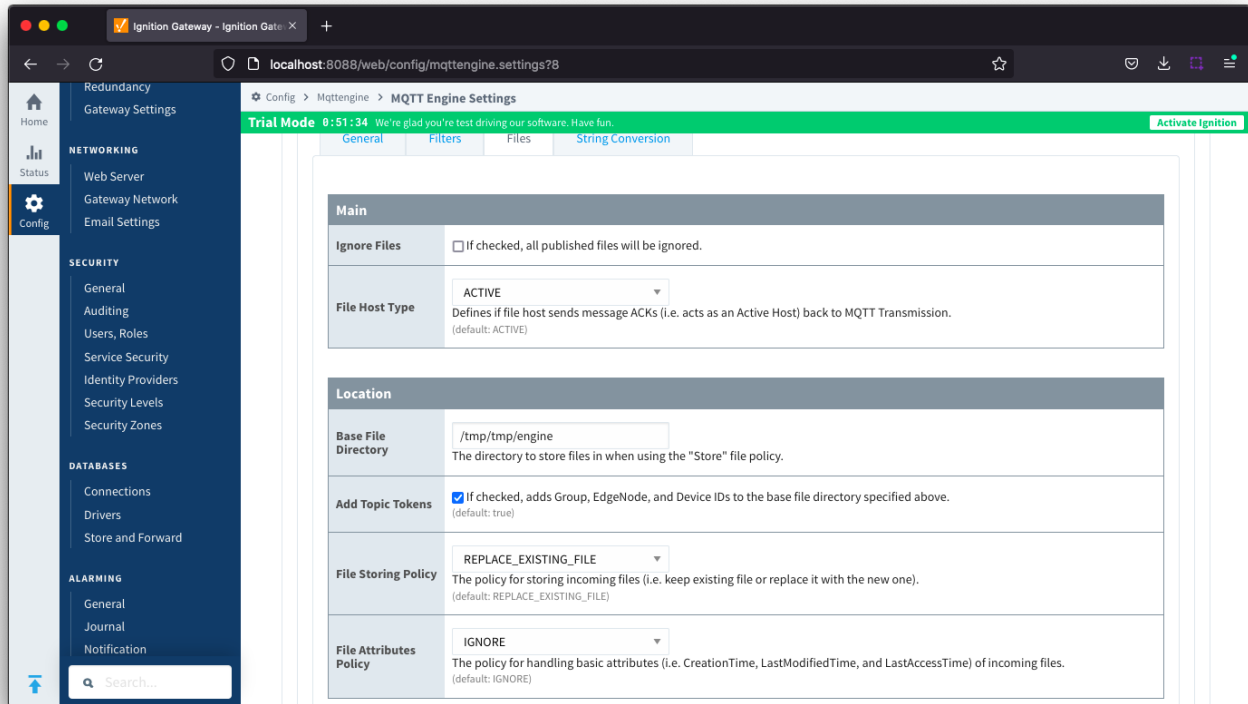 Ignition Gateway - Ignition Gate
localhost:8088/web/config/mqttengine.settings?8
Home
Status
Config
Redundancy
Gateway Settings
NETWORKING
Web Server
Gateway Network
Email Settings
SECURITY
General
Auditing
Users, Roles
Service Security
Identity Providers
Security Levels
Security Zones
DATABASES
Connections
Drivers
Store and Forward
ALARMING
General
Journal
Notification
Search...
Config > Mqttengine > MQTT Engine Settings
Trial Mode 0:51:34 We're glad you're test driving our software. Have fun. Activate Ignition
General Filters Files String Conversion
Main
Ignore Files
If checked, all published files will be ignored.
File Host Type
ACTIVE
Defines if file host sends message ACKs (i.e. acts as an Active Host) back to MQTT Transmission.
(default: ACTIVE)
Location
Base File
Directory
/tmp/tmp/engine
The directory to store files in when using the "Store" file policy.
Add Topic Tokens
If checked, adds Group, EdgeNode, and Device IDs to the base file directory specified above.
(default: true)
File Storing Policy
REPLACE_EXISTING_FILE
The policy for storing incoming files (i.e. keep existing file or replace it with the new one).
(default: REPLACE_EXISTING_FILE)
File Attributes
Policy
IGNORE
The policy for handling basic attributes (i.e. CreationTime, LastModifiedTime, and LastAccessTime) of incoming files.
(default: IGNORE)